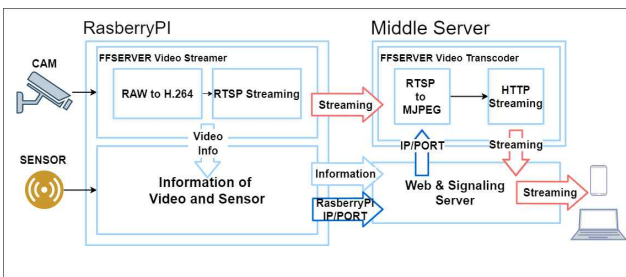 RasberryPI
Middle Server
FFSERVER Video Streamer
FFSERVER Video Transcoder
CAM
RAW to H.264
RTSP Streaming
Streaming
RTSP
to
MJPEG
HTTP
Streaming
Video
Info
IP/PORT
Streaming
SENSOR
Information of
Video and Sensor
Information
RasberryPI
IP/PORT
Web & Signaling
Server
Streaming